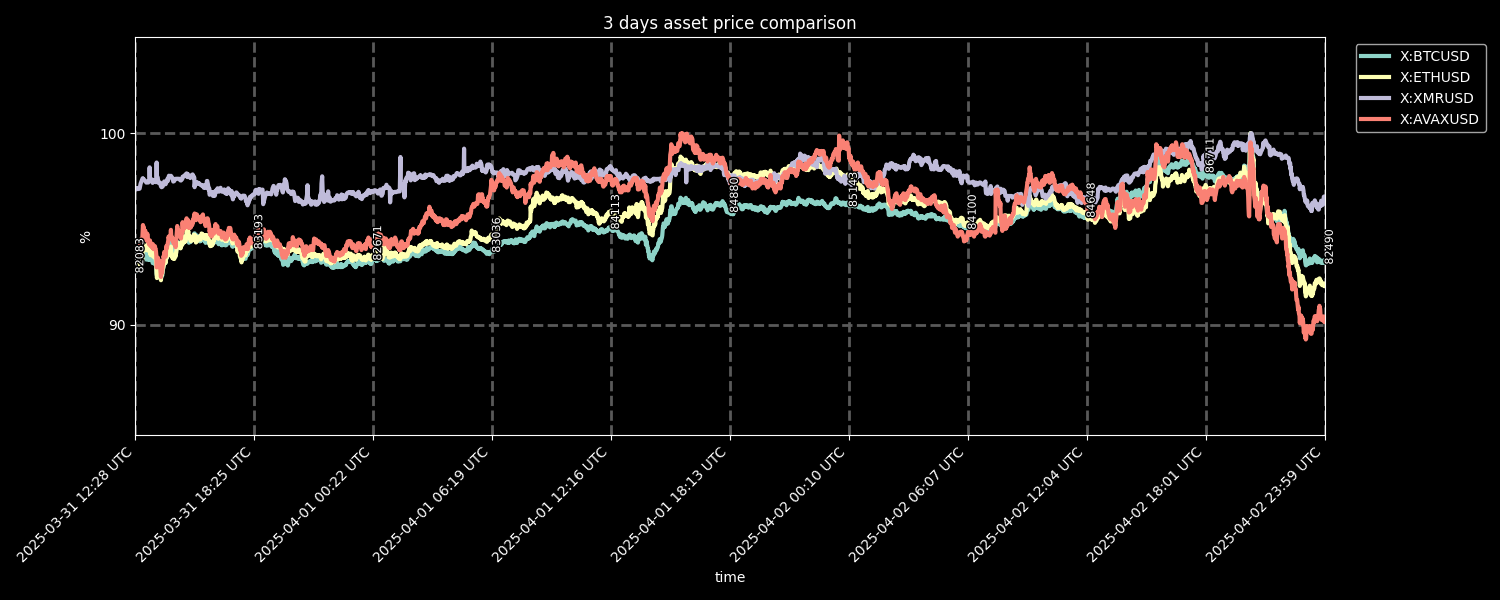 3 days asset price comparison
X:BTCUSD
X:ETHUSD
X:XMRUSD
X:AVAXUSD
100
90
%
82083
83193
82671
83036
84113
84880
85143
84100
84648
86711
82490
2025-03-31 12:28 UTC
2025-03-31 18:25 UTC
2025-04-01 00:22 UTC
2025-04-01 06:19 UTC
2025-04-01 12:16 UTC
2025-04-01 18:13 UTC
2025-04-02 00:10 UTC
2025-04-02 06:07 UTC
2025-04-02 12:04 UTC
2025-04-02 18:01 UTC
2025-04-02 23:59 UTC
time